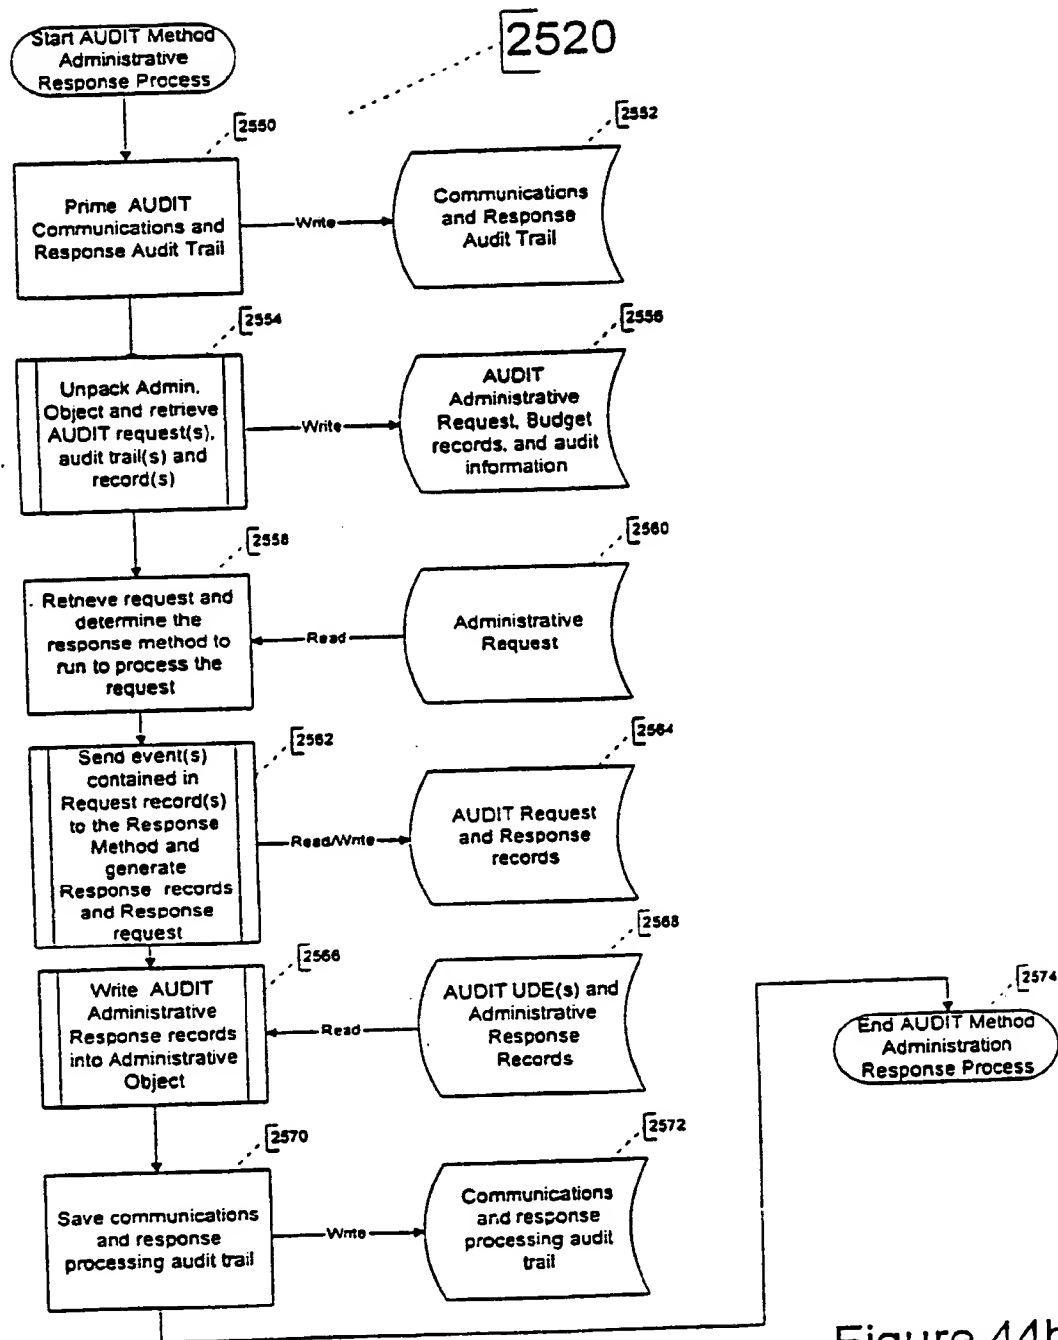 Start AUDIT Method
Administrative
Response Process
2520
2550
Prime AUDIT
Communications and
Response Audit Trail
Write
2552
Communications
and Response
Audit Trail
2554
Unpack Admin.
Object and retrieve
AUDIT request(s),
audit trail(s) and
record(s)
Write
2556
AUDIT
Administrative
Request, Budget
records, and audit
information
2558
Retrieve request and
determine the
response method to
run to process the
request
Read
2560
Administrative
Request
2562
Send event(s)
contained in
Request record(s)
to the Response
Method and
generate
Response records
and Response
request
Read/Write
2564
AUDIT Request
and Response
records
2566
Write AUDIT
Administrative
Response records
into Administrative
Object
Read
2568
AUDIT UDE(s) and
Administrative
Response
Records
2570
Save communications
and response
processing audit trail
Write
2572
Communications
and response
processing audit
trail
2574
End AUDIT Method
Administration
Response Process
Figure 44b